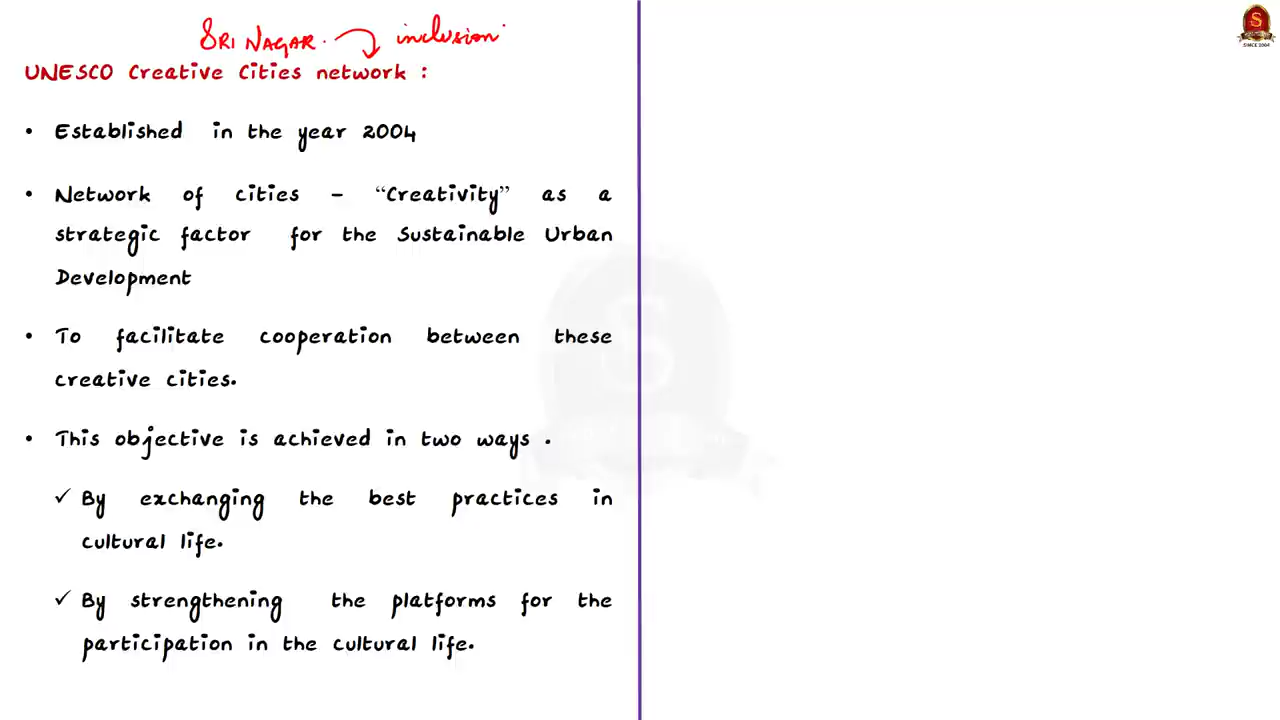 SRI NAGAR. inclusion
UNESCO Creative Cities network :
• Established in the year 2004
• Network of cities – “Creativity” as a
strategic factor for the Sustainable Urban
Development
• To facilitate cooperation between these
creative cities.
• This objective is achieved in two ways .
✓ By exchanging the best practices in
cultural life.
✓ By strengthening the platforms for the
participation in the cultural life.
S
SINCE 2004